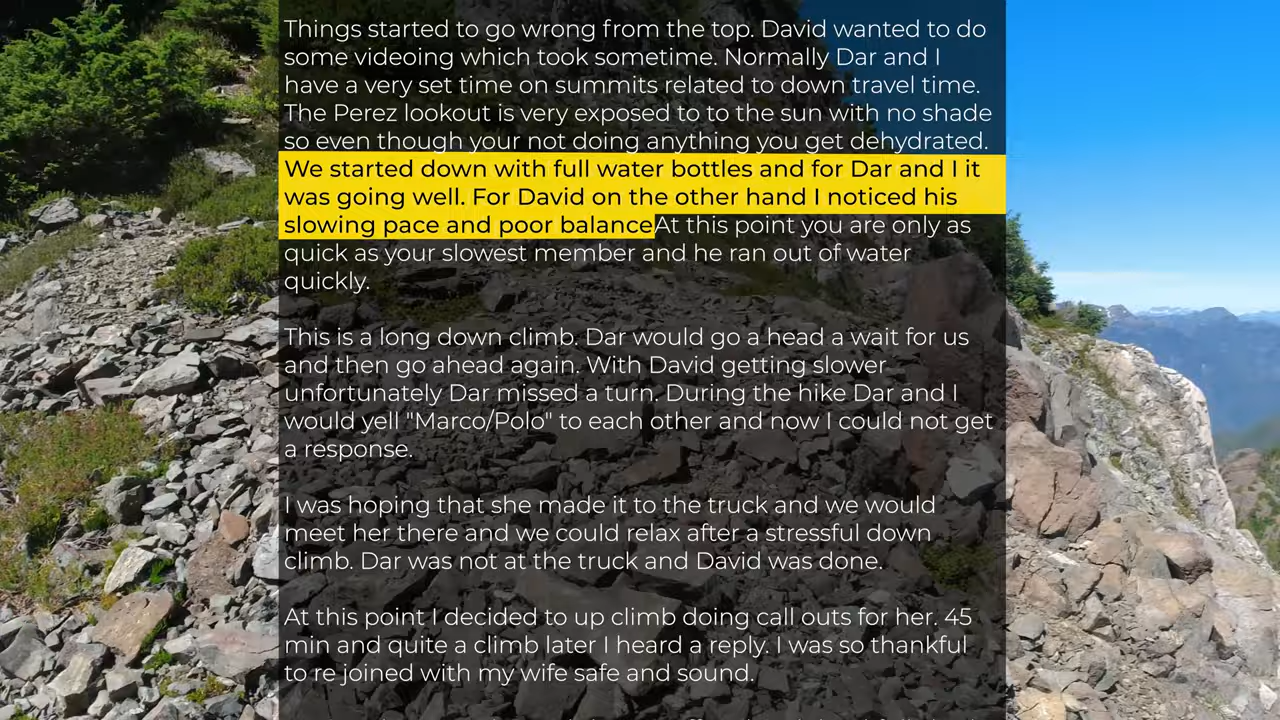 Things started to go wrong from the top. David wanted to do
some videoing which took sometime. Normally Dar and I
have a very set time on summits related to down travel time.
The Perez lookout is very exposed to to the sun with no shade
so even though your not doing anything you get dehydrated.
We started down with full water bottles and for Dar and I it
was going well. For David on the other hand I noticed his
slowing pace and poor balanceAt this point you are only as
quick as your slowest member and he ran out of water
quickly.
This is a long down climb. Dar would go a head a wait for us
and then go ahead again. With David getting slower
unfortunately Dar missed a turn. During the hike Dar and I
would yell "Marco/Polo" to each other and now I could not get
a response.
I was hoping that she made it to the truck and we would
meet her there and we could relax after a stressful down
climb. Dar was not at the truck and David was done.
At this point I decided to up climb doing call outs for her. 45
min and quite a climb later I heard a reply. I was so thankful
to re joined with my wife safe and sound.